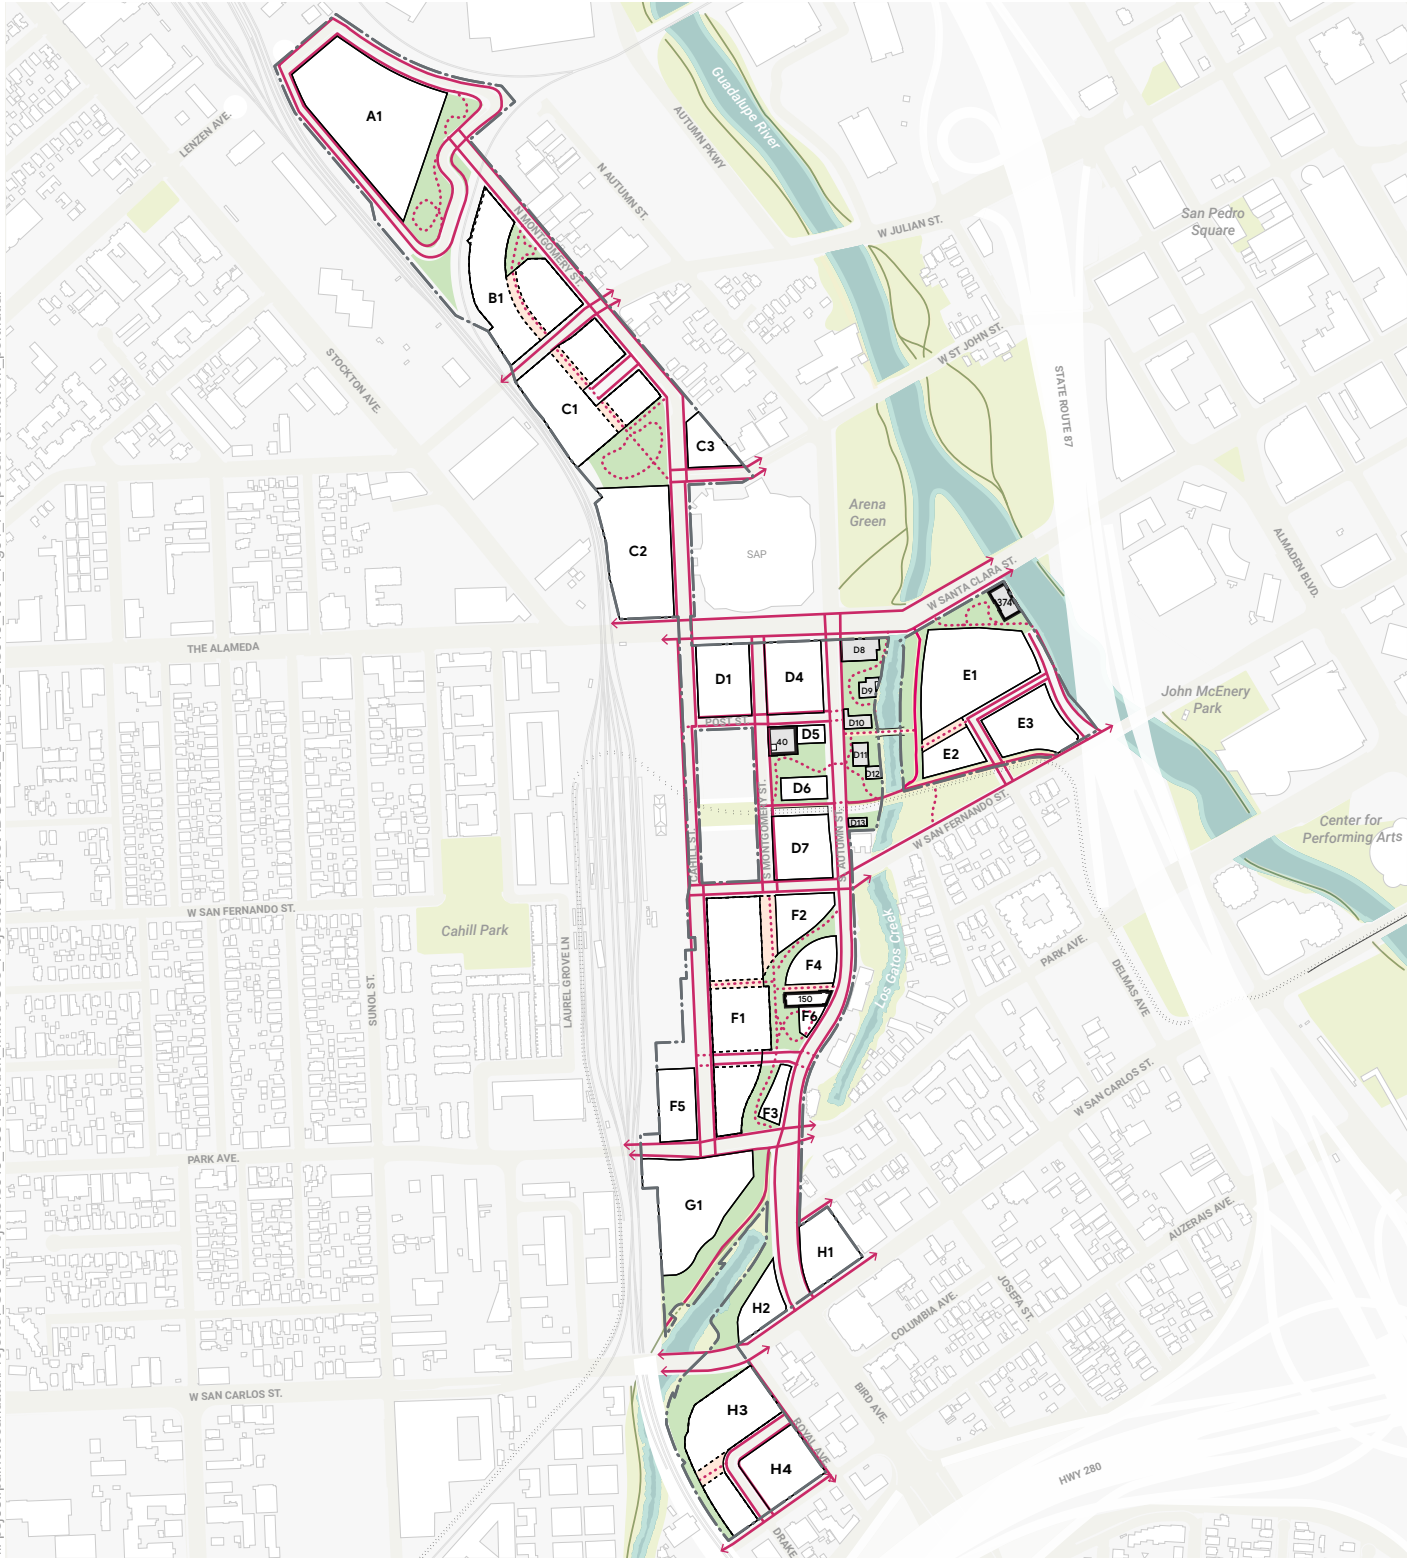 A1
Guadalupe River
AUTUMN PKWY
LENZEN AVE.
N AUTUMN ST.
N MONTGOMERY ST.
W JULIAN ST.
San Pedro
Square
B1
W ST JOHN ST.
STOCKTON AVE
STATE ROUTE 87
C1
C3
Arena
Green
C2
SAP
ALMADEN BLVD.
W SANTA CLARA ST.
374
THE ALAMEDA
D8
D1
D4
D9
E1
John McEnery
Park
POST ST.
D10
E3
D5
40
D11
E2
D12
D6
S MONTGOMERY ST.
S AUTUMN ST.
CAHILL ST.
D13
W SAN FERNANDO ST.
Center for
Performing Arts
D7
W SAN FERNANDO ST.
F2
Cahill Park
Los Gatos Creek
PARK AVE.
F4
LAUREL GROVE LN
SUNOL ST.
DELMAS AVE
150
F6
F1
W SAN CARLOS ST.
F5
F3
PARK AVE.
G1
AUZERAIS AVE.
H1
JOSEFA ST.
H2
COLUMBIA AVE.
W SAN CARLOS ST.
BIRD AVE.
H3
ROYAL AVE.
H4
HWY 280
DRAKE